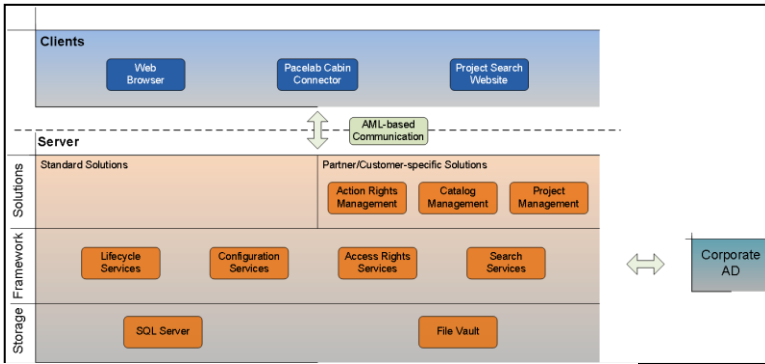 Clients
Web
Browser
Pacelab Cabin
Connector
Project Search
Website
AML-based
Communication
Server
Solutions
Standard Solutions
Partner/Customer-specific Solutions
Action Rights
Management
Catalog
Management
Project
Management
Framework
Lifecycle
Services
Configuration
Services
Access Rights
Services
Search
Services
Corporate
AD
Storage
SQL Server
File Vault